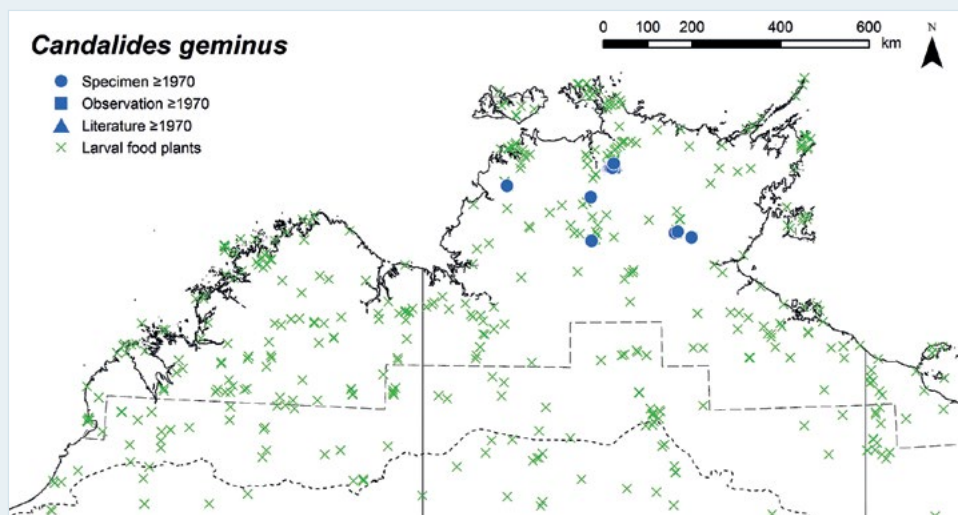 Candalides geminus
Specimen ≥1970
Observation ≥1970
Literature ≥1970
Larval food plants
0 100 200 400 600
km
N